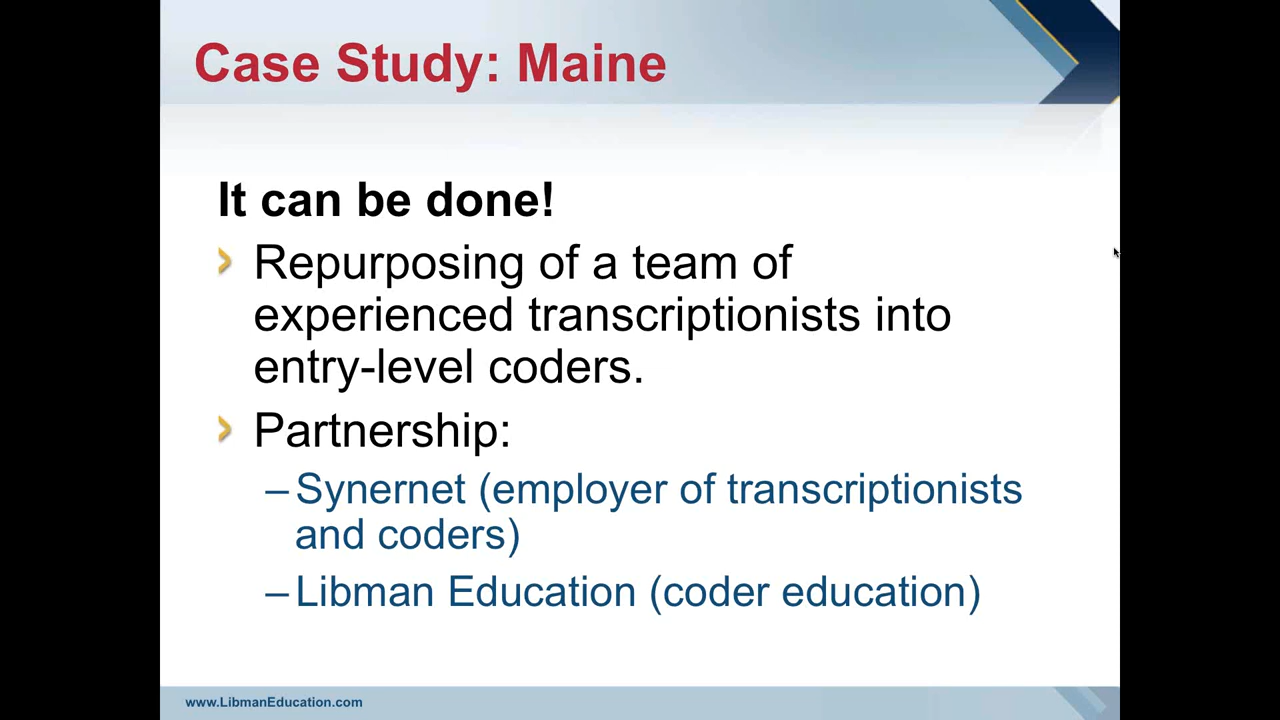 Case Study: Maine
It can be done!
Repurposing of a team of
experienced transcriptionists into
entry-level coders.
Partnership:
–Synernet (employer of transcriptionists
and coders)
–Libman Education (coder education)
www.LibmanEducation.com